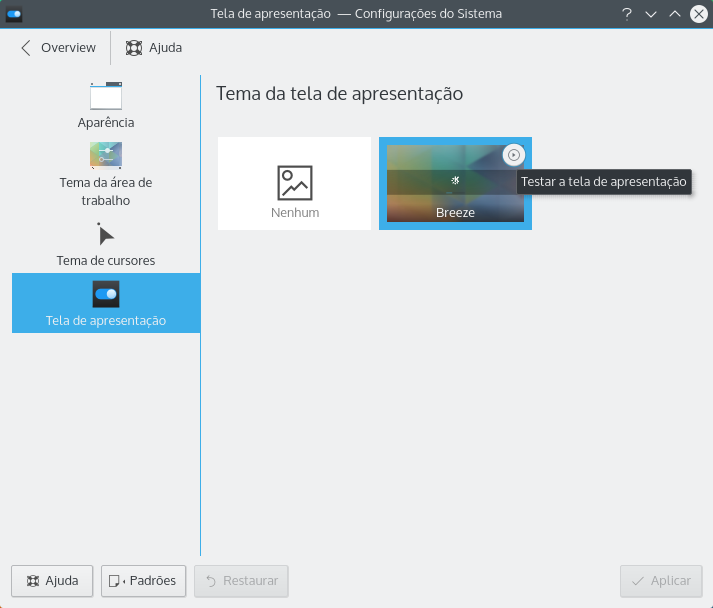 Tela de apresentação — Configurações do Sistema
Overview
Ajuda
Aparência
Tema da área de
trabalho
Tema de cursores
Tela de apresentação
Tema da tela de apresentação
Nenhum
Breeze
Testar a tela de apresentação
Ajuda
Padrões
Restaurar
Aplicar